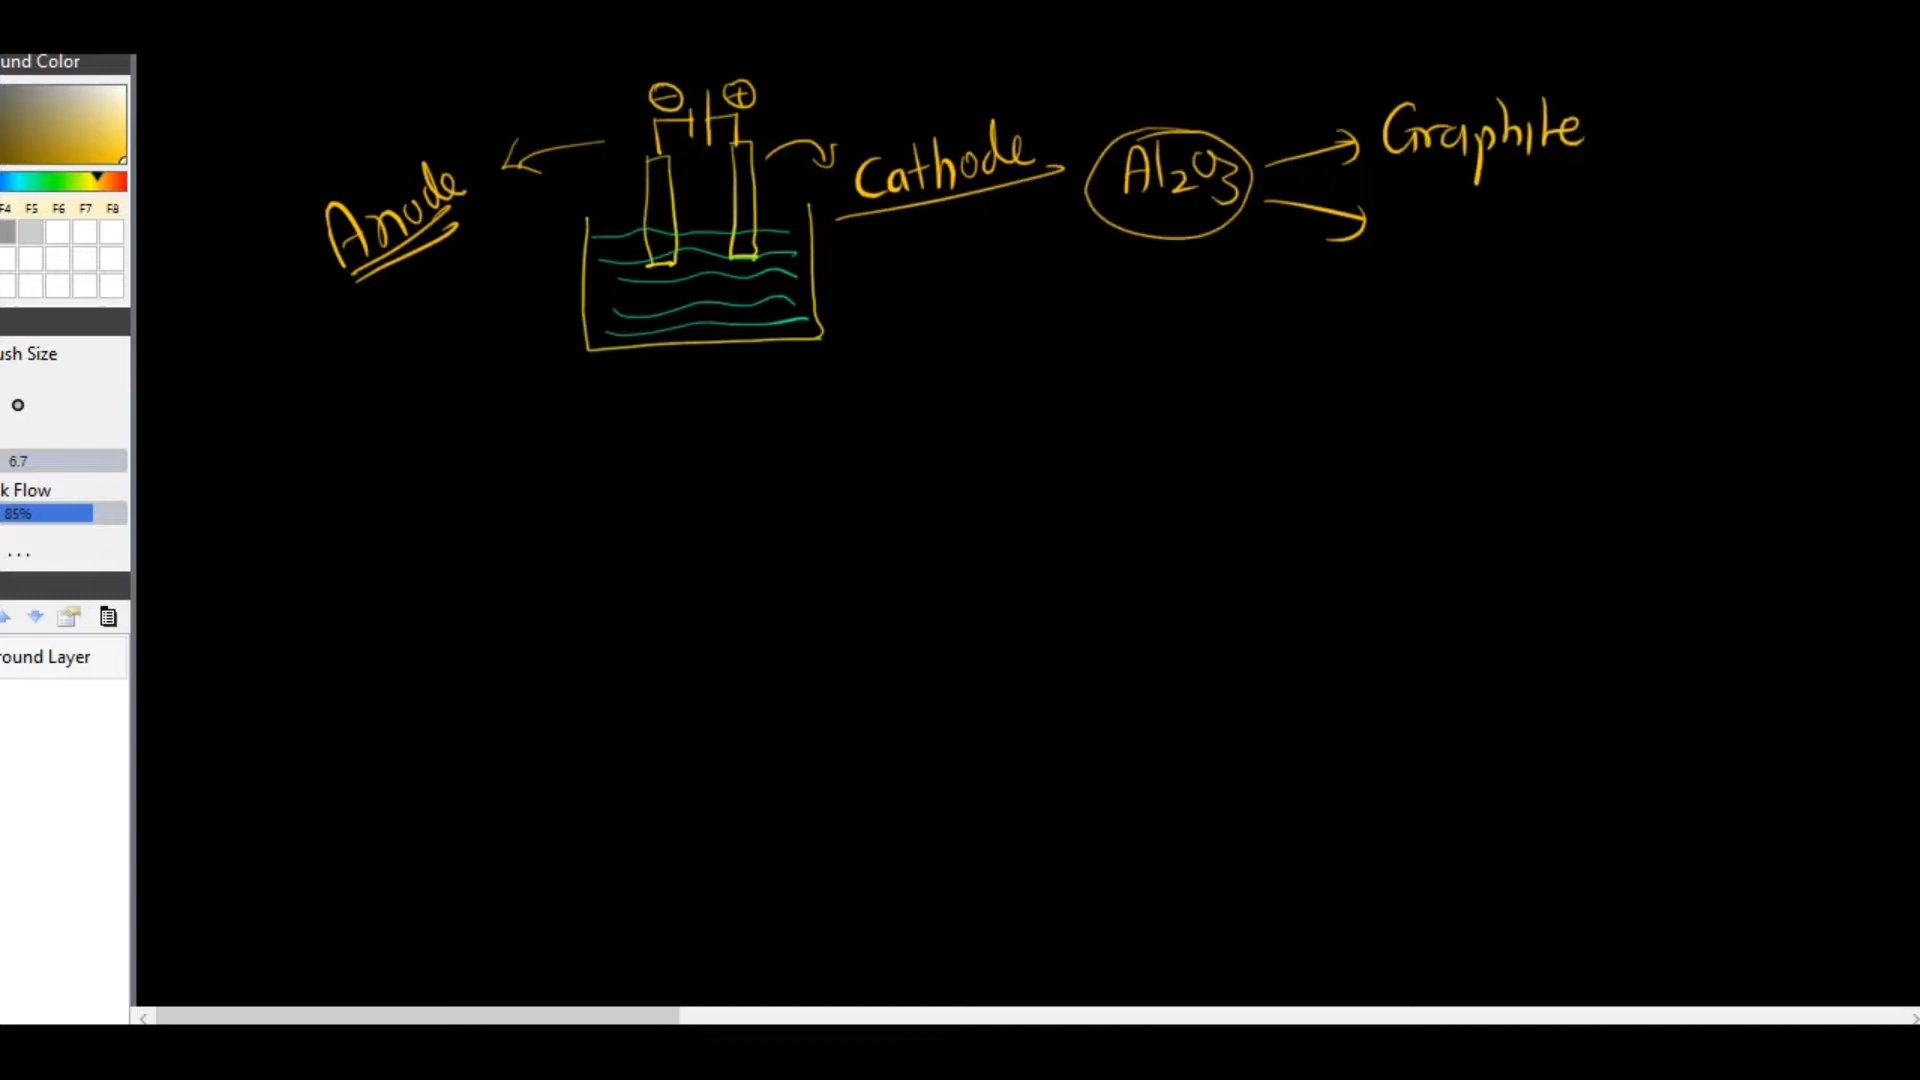 und Color
F4 F5 F6 F7 F8
ush Size
6.7
k Flow
85%
...
round Layer
⊖ ⊕
Anode
Cathode
Al2O3
Graphite